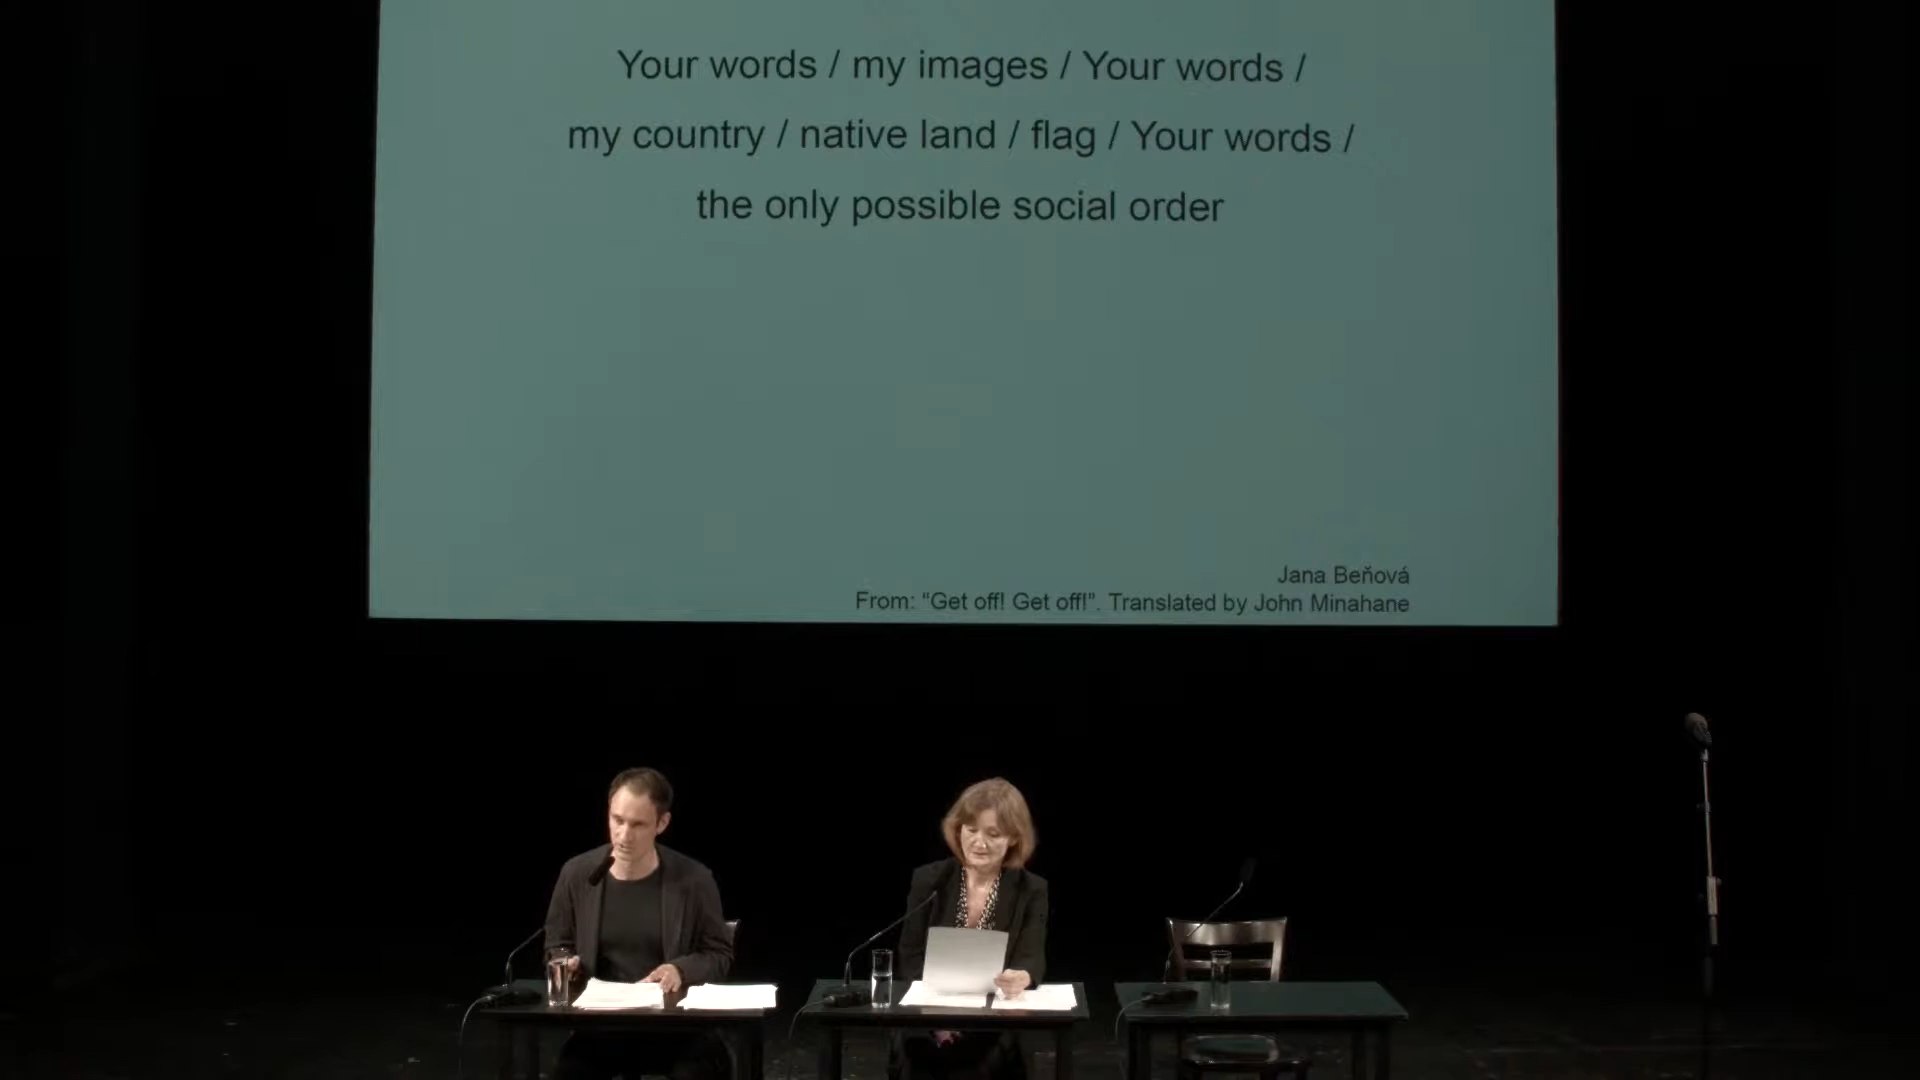 Your words / my images / Your words /
my country / native land / flag / Your words /
the only possible social order
Jana Beňová
From: "Get off! Get off!". Translated by John Minahane